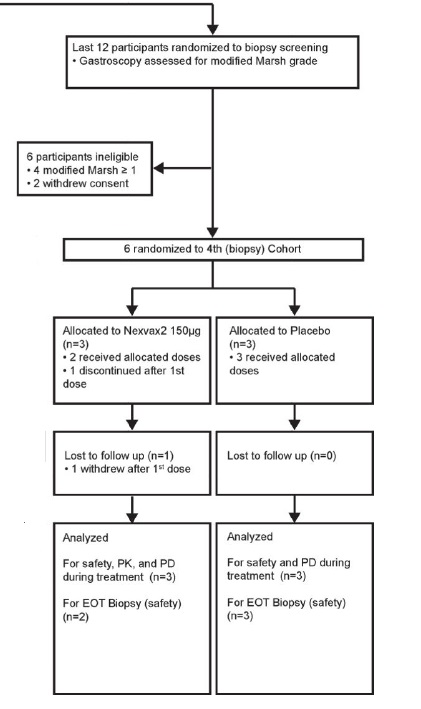 Last 12 participants randomized to biopsy screening
• Gastroscopy assessed for modified Marsh grade
6 participants ineligible
• 4 modified Marsh ≥ 1
• 2 withdrew consent
6 randomized to 4th (biopsy) Cohort
Allocated to Nexvax2 150µg
(n=3)
• 2 received allocated doses
• 1 discontinued after 1st
dose
Allocated to Placebo
(n=3)
• 3 received allocated
doses
Lost to follow up (n=1)
• 1 withdrew after 1st dose
Lost to follow up (n=0)
Analyzed
For safety, PK, and PD
during treatment (n=3)
For EOT Biopsy (safety)
(n=2)
Analyzed
For safety and PD during
treatment (n=3)
For EOT Biopsy (safety)
(n=3)